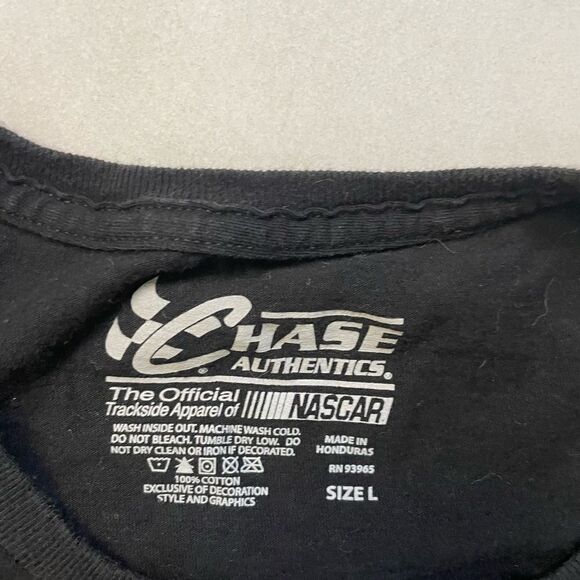 CHASE
AUTHENTICS®
The Official
Trackside Apparel of NASCAR
WASH INSIDE OUT. MACHINE WASH COLD.
DO NOT BLEACH. TUMBLE DRY LOW. DO
NOT DRY CLEAN OR IRON IF DECORATED.
100% COTTON
EXCLUSIVE OF DECORATION
STYLE AND GRAPHICS
MADE IN
HONDURAS
RN 93965
SIZE L